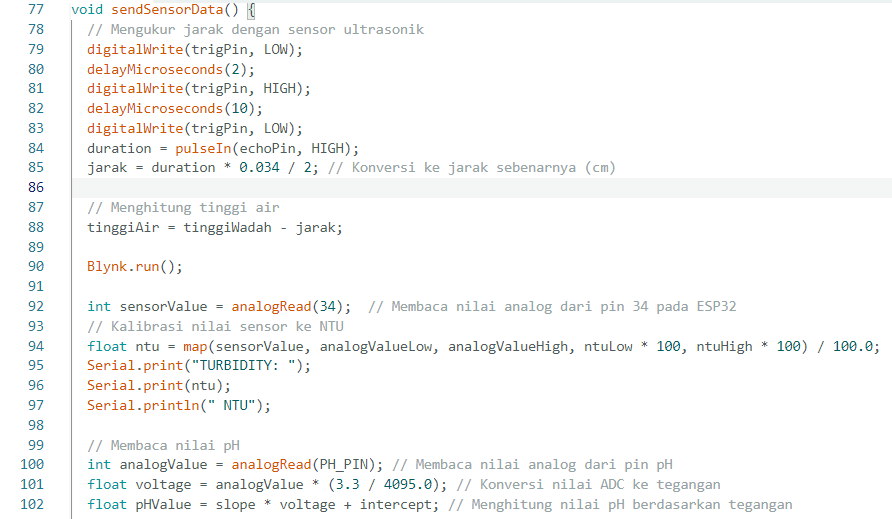 77 void sendSensorData() {
78 // Mengukur jarak dengan sensor ultrasonik
79 digitalWrite(trigPin, LOW);
80 delayMicroseconds(2);
81 digitalWrite(trigPin, HIGH);
82 delayMicroseconds(10);
83 digitalWrite(trigPin, LOW);
84 duration = pulseIn(echoPin, HIGH);
85 jarak = duration * 0.034 / 2; // Konversi ke jarak sebenarnya (cm)
86
87 // Menghitung tinggi air
88 tinggiAir = tinggiWadah - jarak;
89
90 Blynk.run();
91
92 int sensorValue = analogRead(34);  // Membaca nilai analog dari pin 34 pada ESP32
93 // Kalibrasi nilai sensor ke NTU
94 float ntu = map(sensorValue, analogValueLow, analogValueHigh, ntuLow * 100, ntuHigh * 100) / 100.0;
95 Serial.print("TURBIDITY: ");
96 Serial.print(ntu);
97 Serial.println(" NTU");
98
99 // Membaca nilai pH
100 int analogValue = analogRead(PH_PIN); // Membaca nilai analog dari pin pH
101 float voltage = analogValue * (3.3 / 4095.0); // Konversi nilai ADC ke tegangan
102 float pHValue = slope * voltage + intercept; // Menghitung nilai pH berdasarkan tegangan